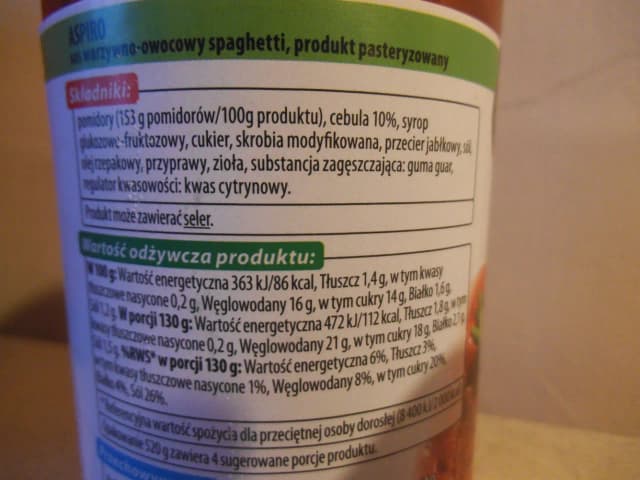 ASPIRO
sos warzywno-owocowy spaghetti, produkt pasteryzowany
Składniki:
pomidory (153 g pomidorów/100g produktu), cebula 10%, syrop
glukozowo-fruktozowy, cukier, skrobia modyfikowana, przecier jabłkowy, sól,
olej rzepakowy, przyprawy, zioła, substancja zagęszczająca: guma guar,
regulator kwasowości: kwas cytrynowy.
Produkt może zawierać seler.
Wartość odżywcza produktu:
W 100 g: Wartość energetyczna 363 kJ/86 kcal, Tłuszcz 1,4 g, w tym kwasy
tłuszczowe nasycone 0,2 g, Węglowodany 16 g, w tym cukry 14 g, Białko 1,6 g,
Sól 1,2 g. W porcji 130 g: Wartość energetyczna 472 kJ/112 kcal, Tłuszcz 1,8 g, w tym
kwasy tłuszczowe nasycone 0,2 g, Węglowodany 21 g, w tym cukry 18 g, Białko 2,1 g,
Sól 1,5 g. %RWS* w porcji 130 g: Wartość energetyczna 6%, Tłuszcz 3%,
w tym kwasy tłuszczowe nasycone 1%, Węglowodany 8%, w tym cukry 20%,
Białko 4%, Sól 26%.
*Referencyjna wartość spożycia dla przeciętnej osoby dorosłej (8 400 kJ/2 000 kcal)
Opakowanie 520 g zawiera 4 sugerowane porcje produktu.